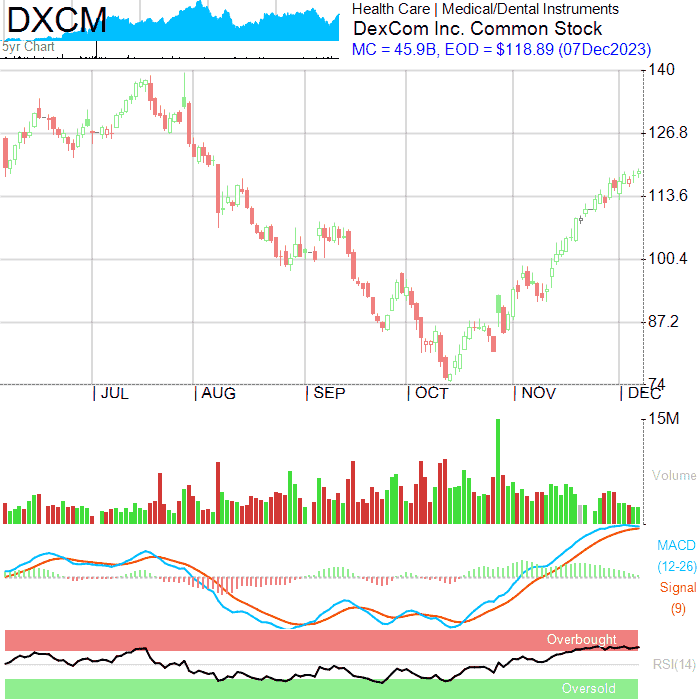 DXCM
5yr Chart
Health Care | Medical/Dental Instruments
DexCom Inc. Common Stock
MC = 45.9B, EOD = $118.89 (07Dec2023)
140
126.8
113.6
100.4
87.2
74
JUL AUG SEP OCT NOV DEC
15M
Volume
MACD
(12-26)
Signal
(9)
Overbought
RSI(14)
Oversold